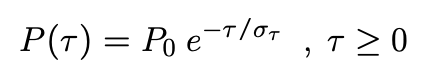 P(τ) = P₀ e^{−τ/σ_τ} , τ ≥ 0